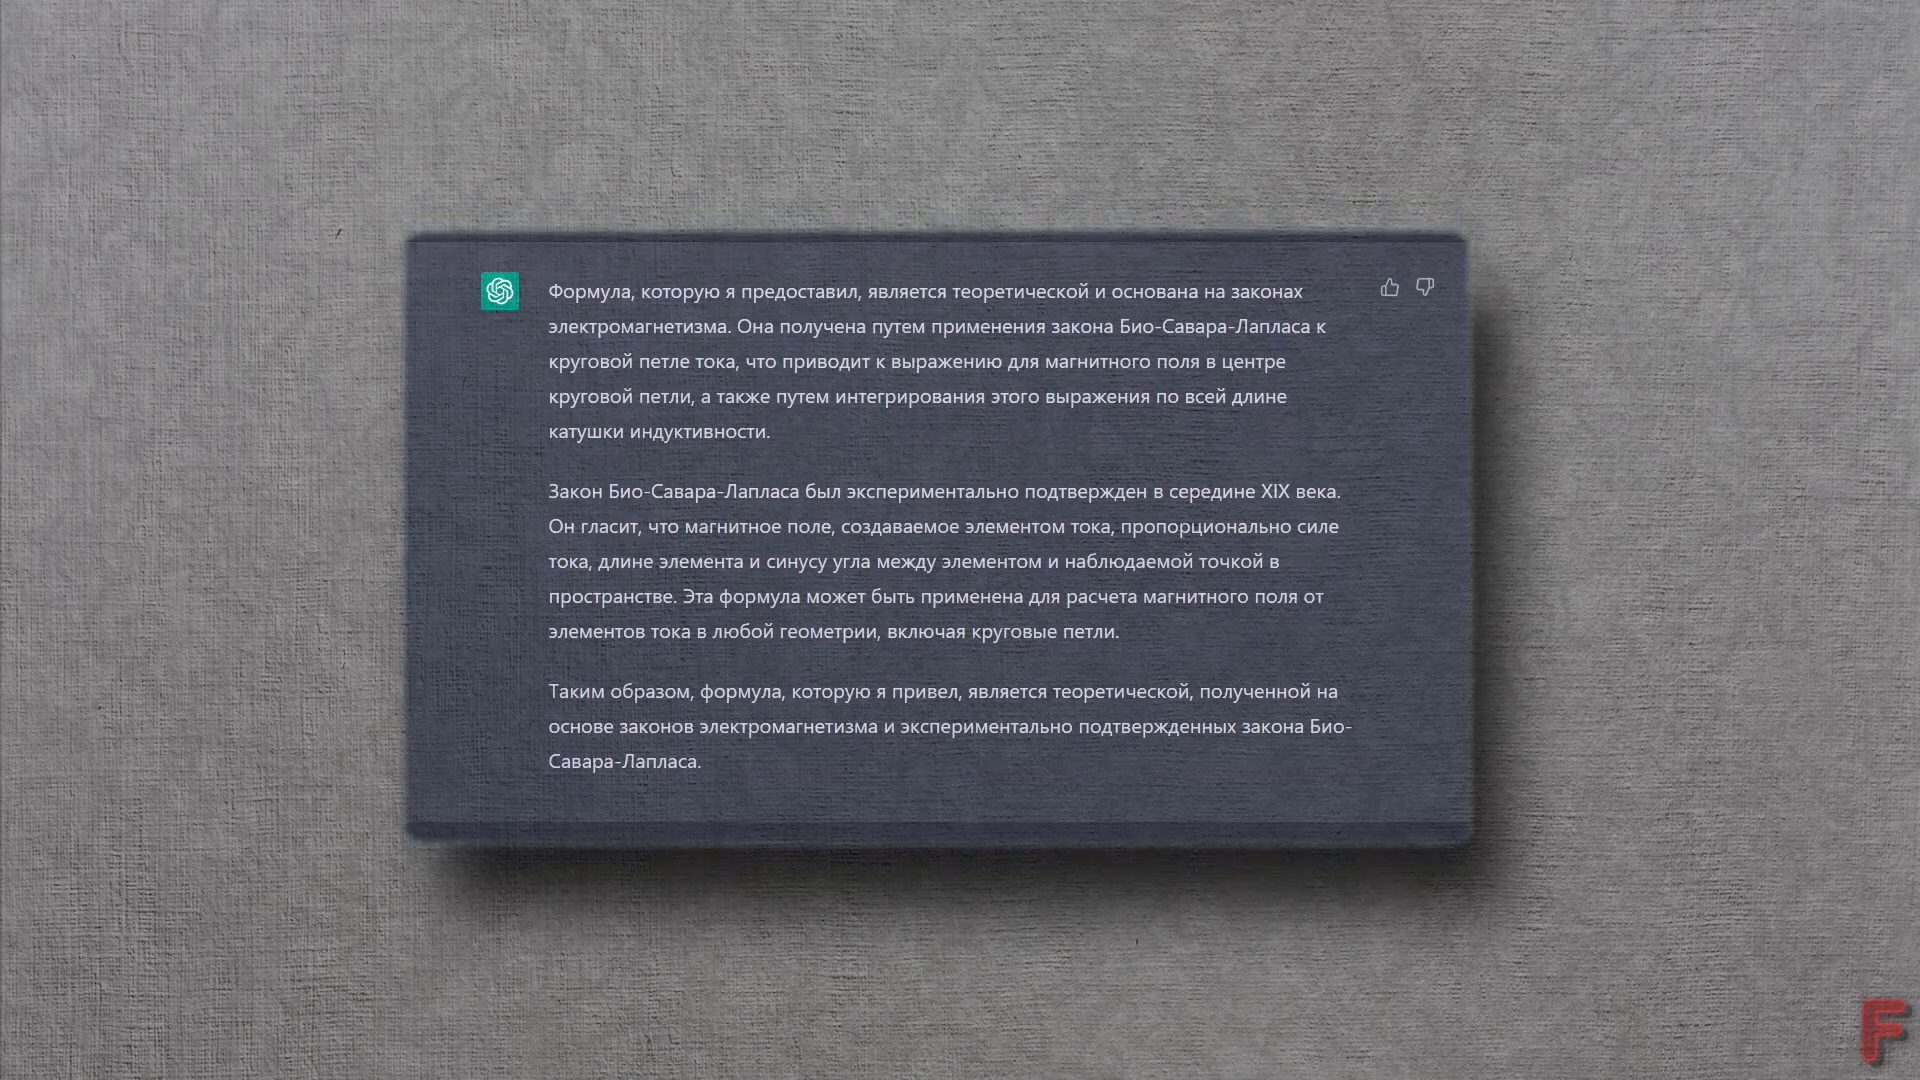 Формула, которую я предоставил, является теоретической и основана на законах
электромагнетизма. Она получена путем применения закона Био-Савара-Лапласа к
круговой петле тока, что приводит к выражению для магнитного поля в центре
круговой петли, а также путем интегрирования этого выражения по всей длине
катушки индуктивности.
Закон Био-Савара-Лапласа был экспериментально подтвержден в середине XIX века.
Он гласит, что магнитное поле, создаваемое элементом тока, пропорционально силе
тока, длине элемента и синусу угла между элементом и наблюдаемой точкой в
пространстве. Эта формула может быть применена для расчета магнитного поля от
элементов тока в любой геометрии, включая круговые петли.
Таким образом, формула, которую я привел, является теоретической, полученной на
основе законов электромагнетизма и экспериментально подтвержденных закона Био-
Савара-Лапласа.
F